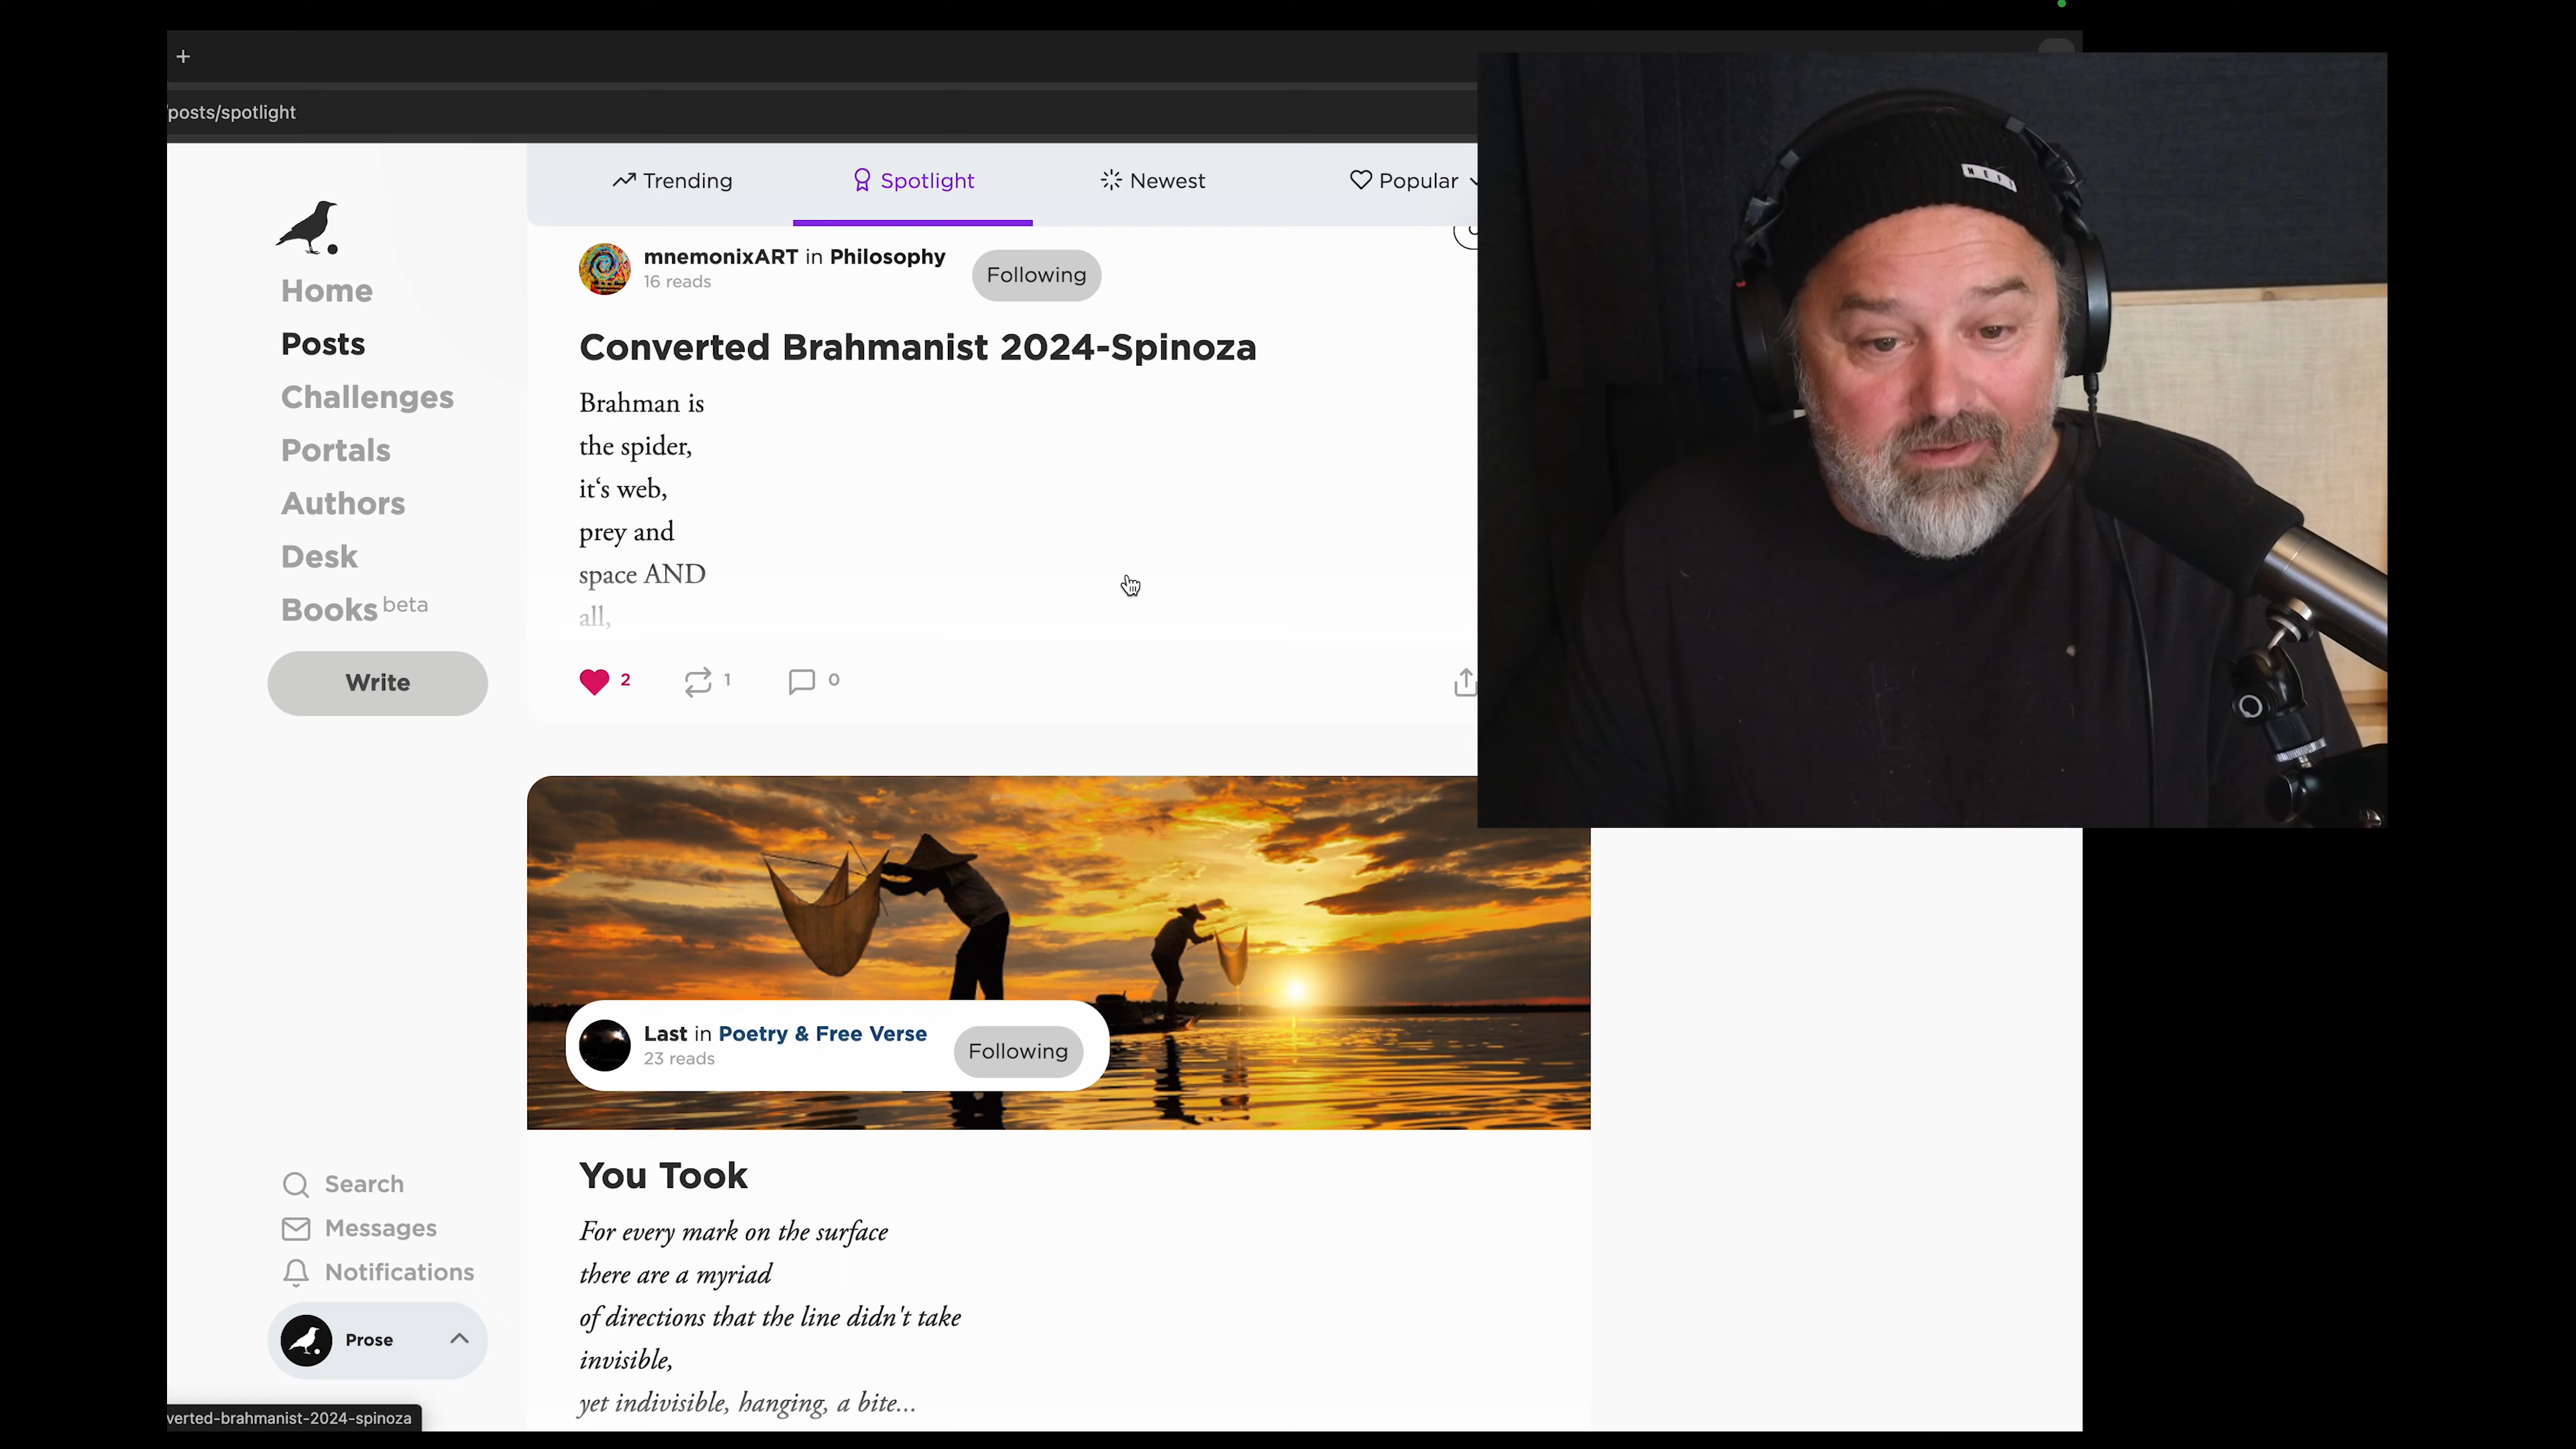 +
/posts/spotlight
Trending
Spotlight
Newest
Popular
Home
Posts
Challenges
Portals
Authors
Desk
Books beta
Write
mnemonixART in Philosophy
16 reads
Following
Converted Brahmanist 2024-Spinoza
Brahman is
the spider,
it‘s web,
prey and
space AND
all,
2
1
0
NEFF
Last in Poetry & Free Verse
23 reads
Following
You Took
For every mark on the surface
there are a myriad
of directions that the line didn't take
invisible,
yet indivisible, hanging, a bite...
Search
Messages
Notifications
Prose
verted-brahmanist-2024-spinoza